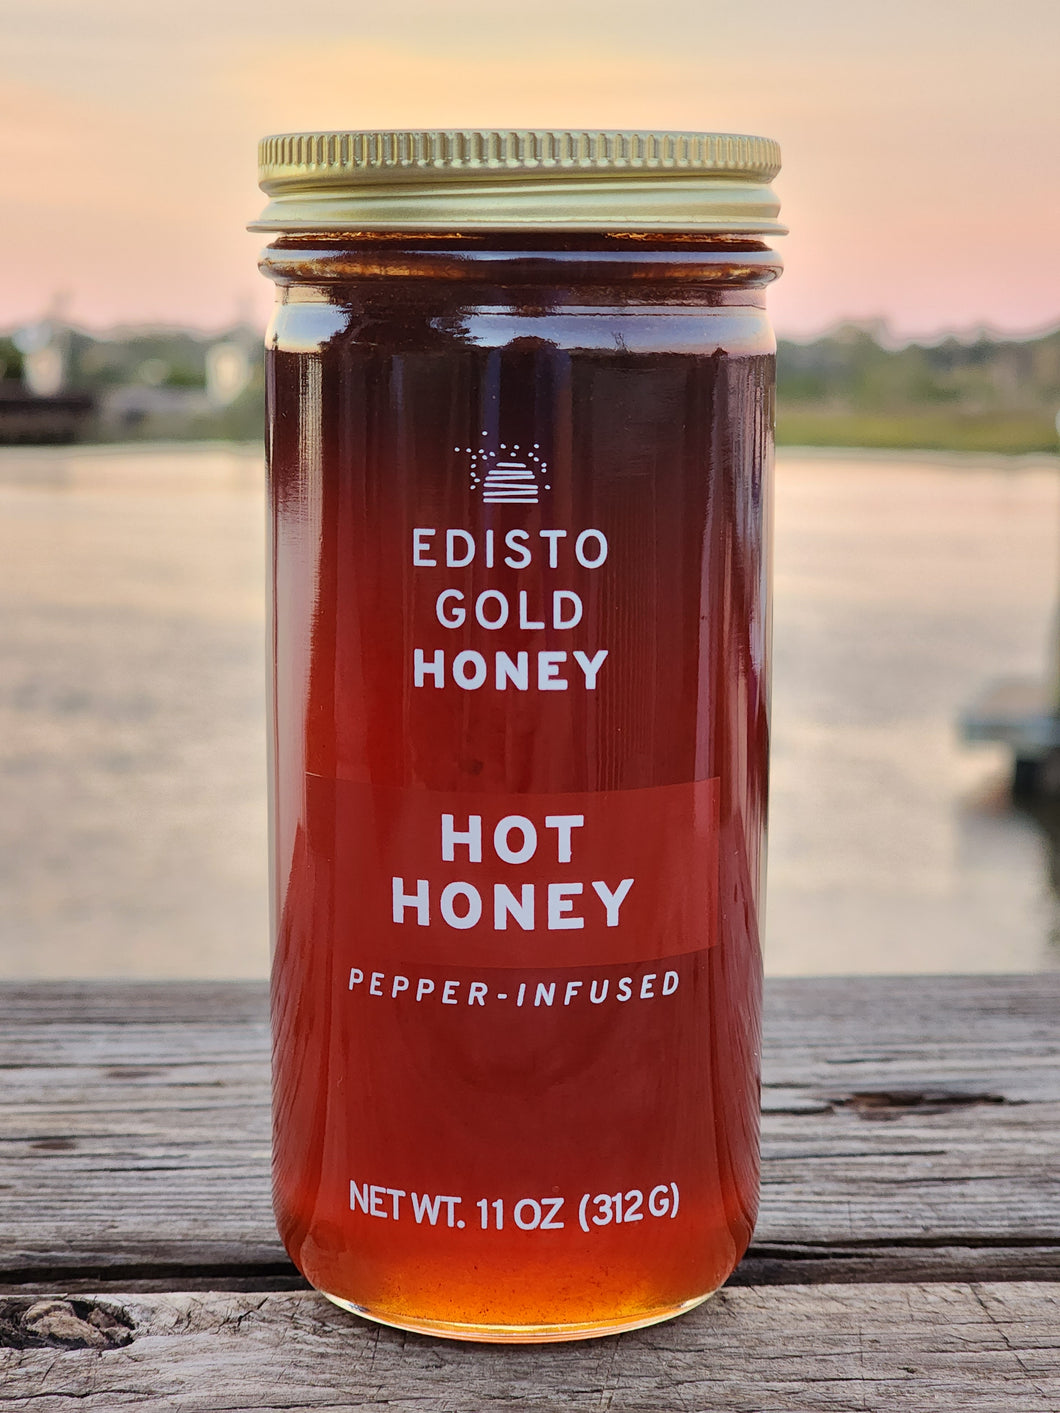 EDISTO
GOLD
HONEY
HOT
HONEY
PEPPER-INFUSED
NET WT. 11 OZ (312 G)